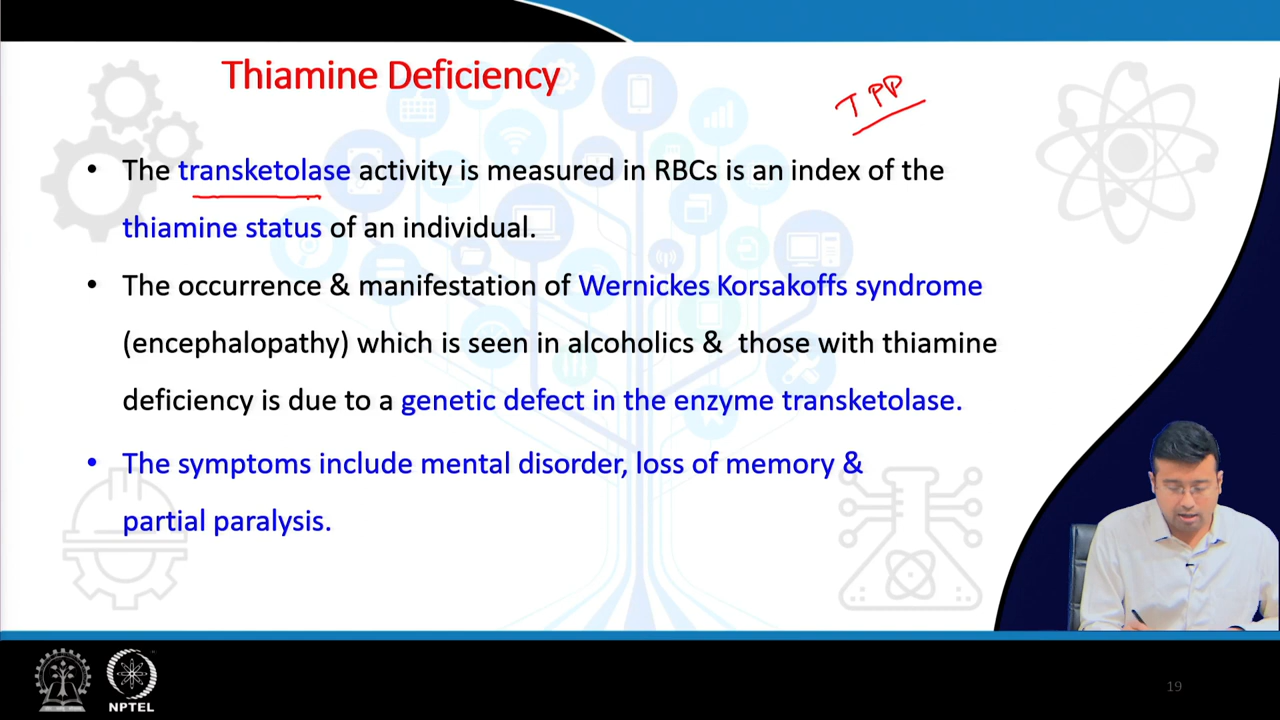 Thiamine Deficiency
TPP
• The transketolase activity is measured in RBCs is an index of the
thiamine status of an individual.
• The occurrence & manifestation of Wernickes Korsakoffs syndrome
(encephalopathy) which is seen in alcoholics & those with thiamine
deficiency is due to a genetic defect in the enzyme transketolase.
• The symptoms include mental disorder, loss of memory &
partial paralysis.
NPTEL
19